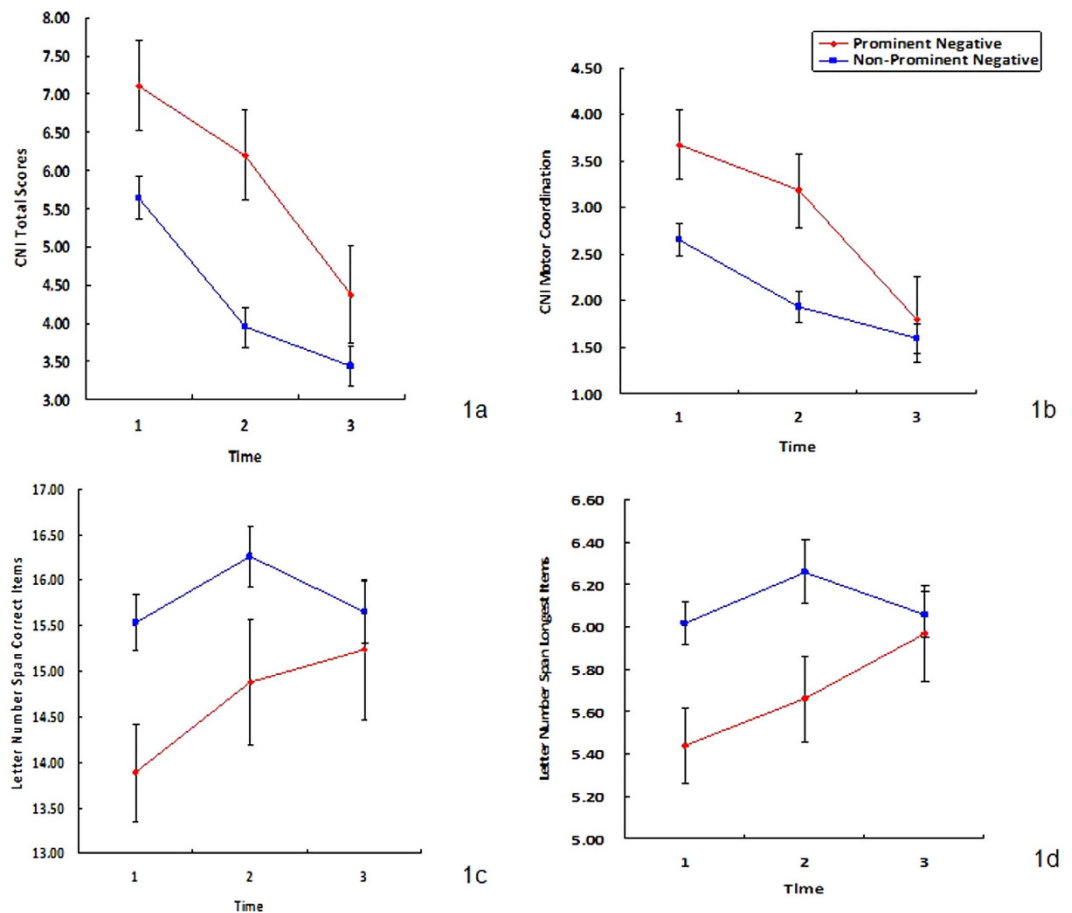 Prominent Negative
Non-Prominent Negative
8.00
7.50
7.00
6.50
6.00
5.50
5.00
4.50
4.00
3.50
3.00
CNI Total Scores
1 2 3
Time
1a
4.50
4.00
3.50
3.00
2.50
2.00
1.50
1.00
CNI Motor Coordination
1 2 3
Time
1b
17.00
16.50
16.00
15.50
15.00
14.50
14.00
13.50
13.00
Letter Number Span Correct Items
1 2 3
Time
1c
6.60
6.40
6.20
6.00
5.80
5.60
5.40
5.20
5.00
Letter Number Span Longest Items
1 2 3
Time
1d